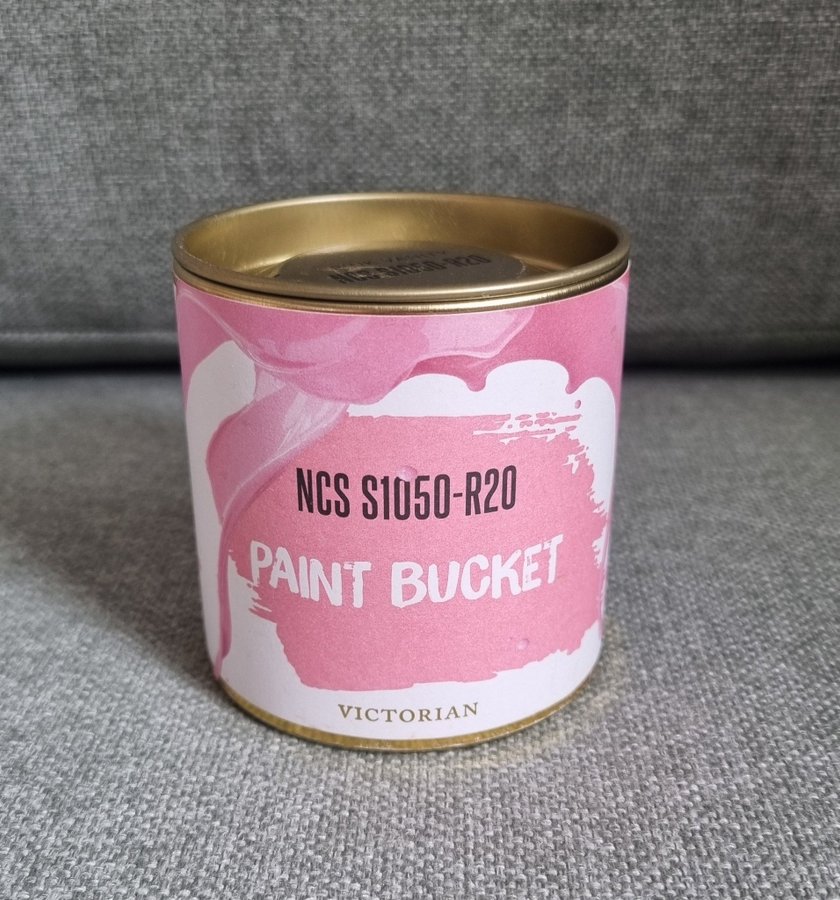 NCS S1050-R20
PAINT BUCKET
VICTORIAN